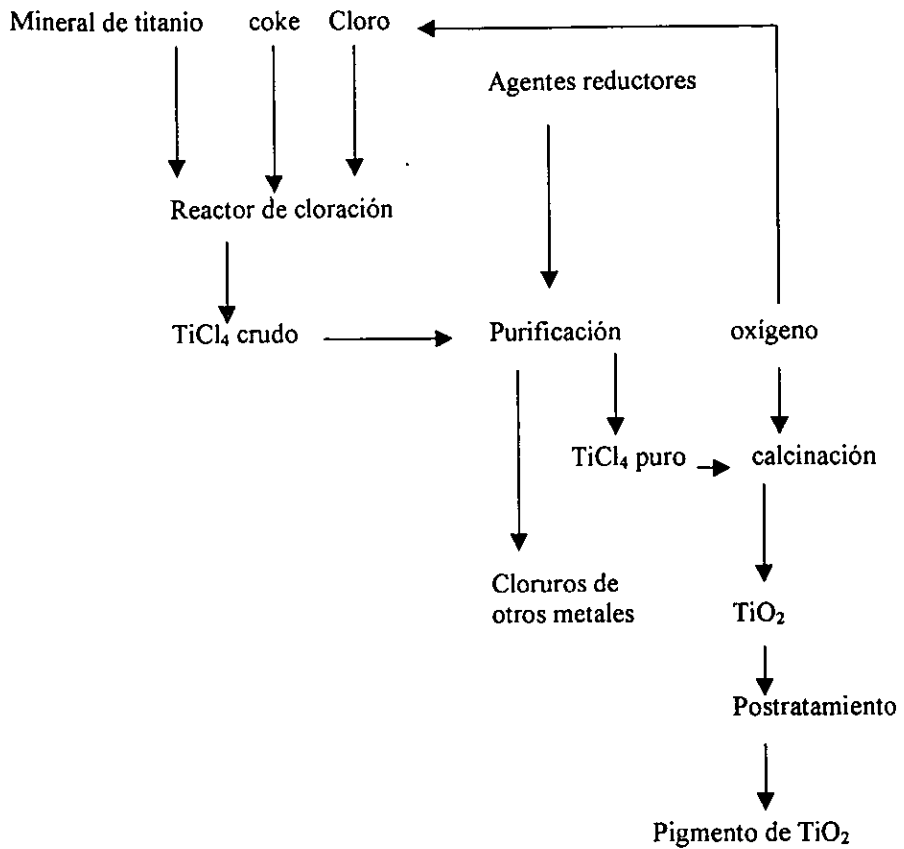 Mineral de titanio coke Cloro
Agentes reductores
Reactor de cloración
TiCl₄ crudo Purificación oxígeno
TiCl₄ puro calcinación
Cloruros de
otros metales TiO₂
Postratamiento
Pigmento de TiO₂